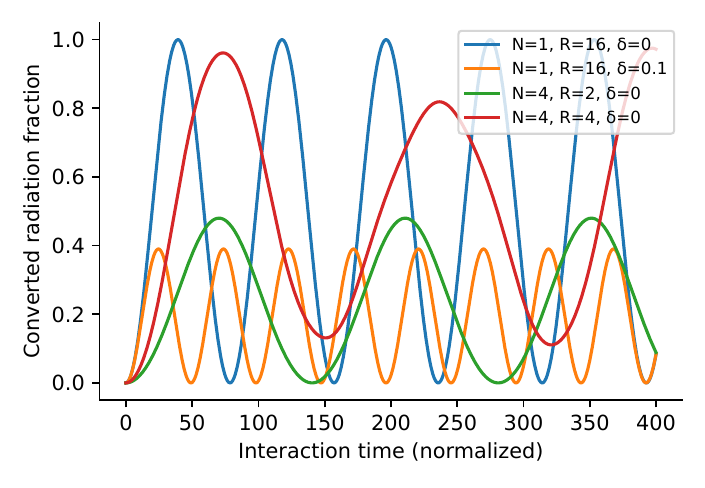 Converted radiation fraction
1.0
0.8
0.6
0.4
0.2
0.0
N=1, R=16, δ=0
N=1, R=16, δ=0.1
N=4, R=2, δ=0
N=4, R=4, δ=0
0 50 100 150 200 250 300 350 400
Interaction time (normalized)